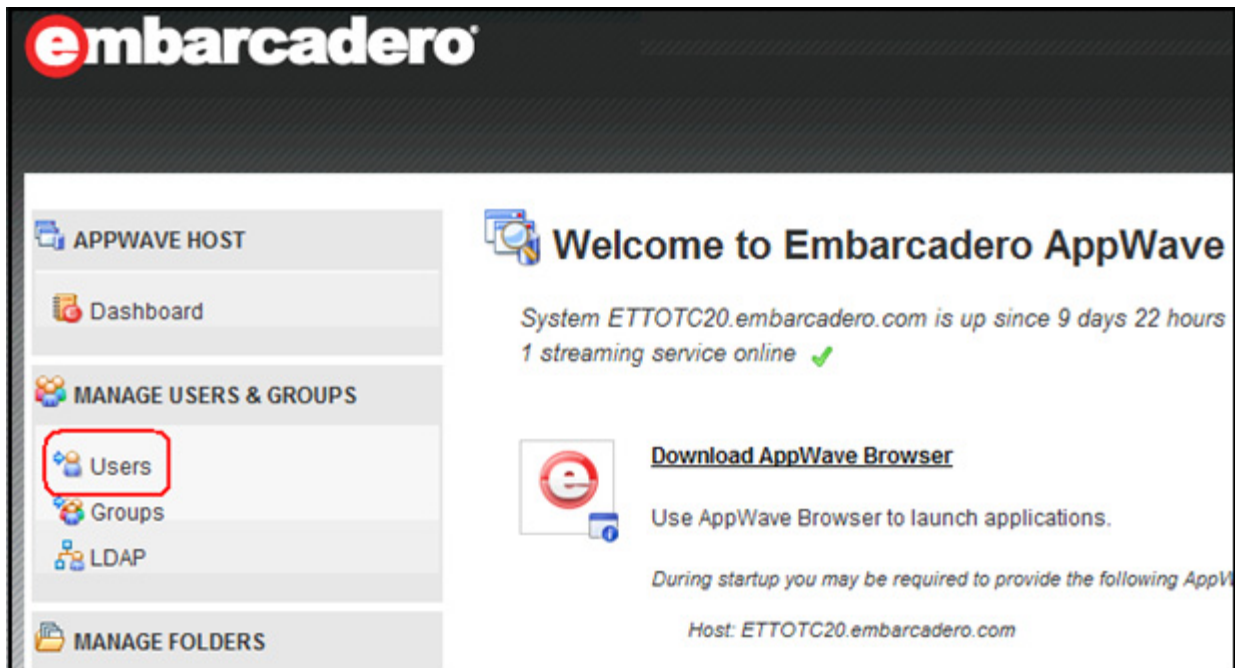 embarcadero
APPWAVE HOST
Dashboard
MANAGE USERS & GROUPS
Users
Groups
LDAP
MANAGE FOLDERS
Welcome to Embarcadero AppWave
System ETTOTC20.embarcadero.com is up since 9 days 22 hours
1 streaming service online
Download AppWave Browser
Use AppWave Browser to launch applications.
During startup you may be required to provide the following AppW
Host: ETTOTC20.embarcadero.com